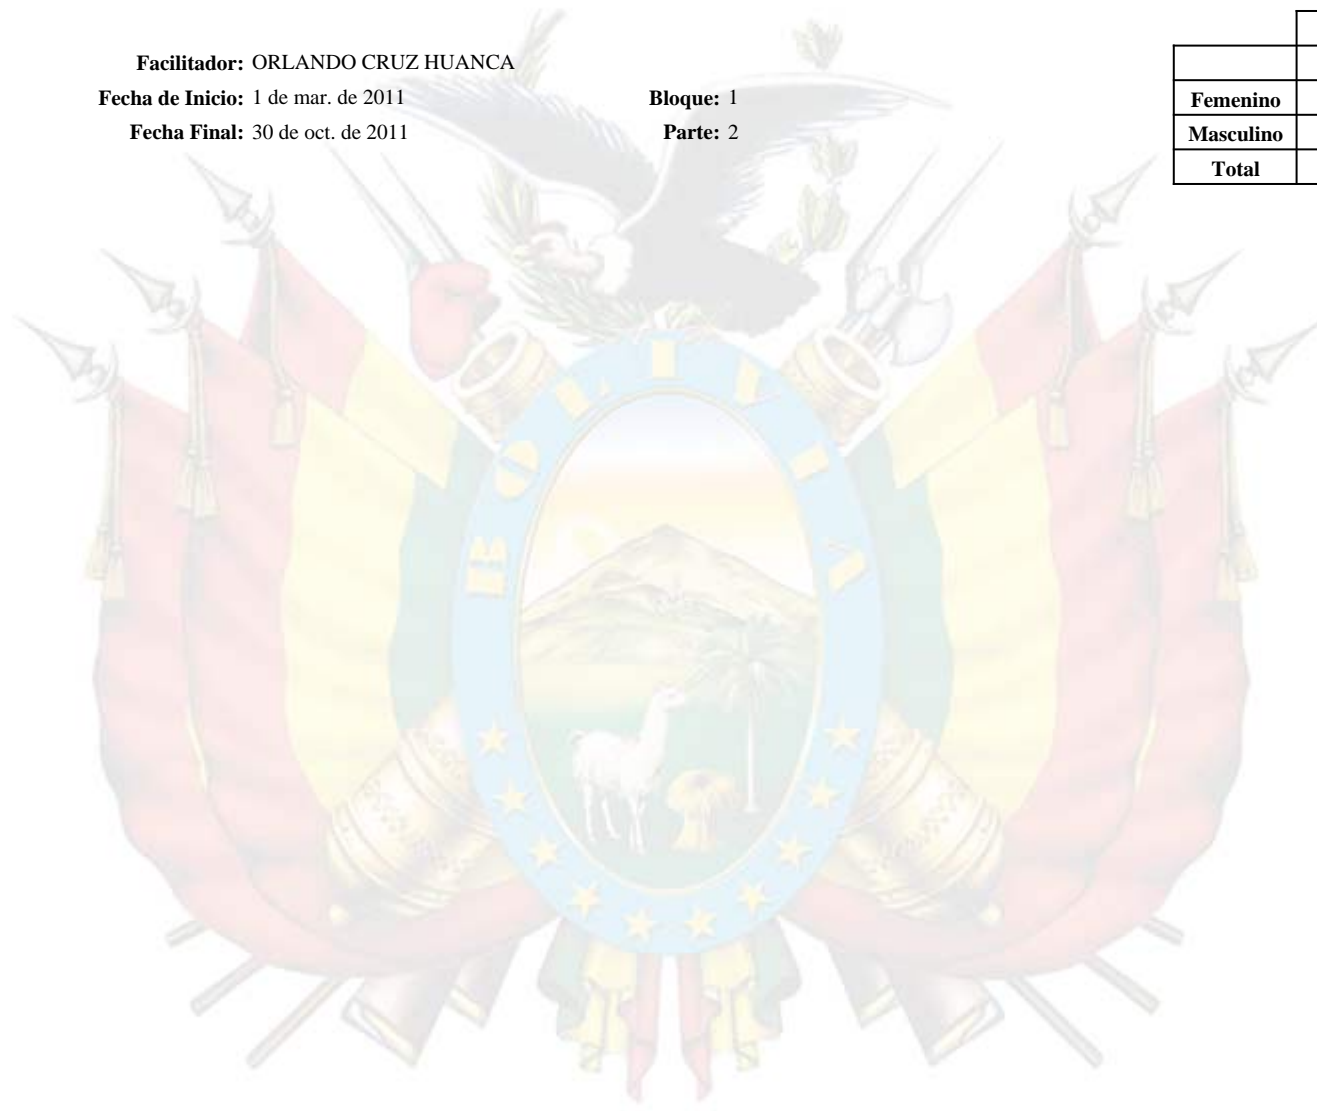 Facilitador: ORLANDO CRUZ HUANCA
Fecha de Inicio: 1 de mar. de 2011 Bloque: 1
Fecha Final: 30 de oct. de 2011 Parte: 2
Femenino
Masculino
Total
BOLIVIA